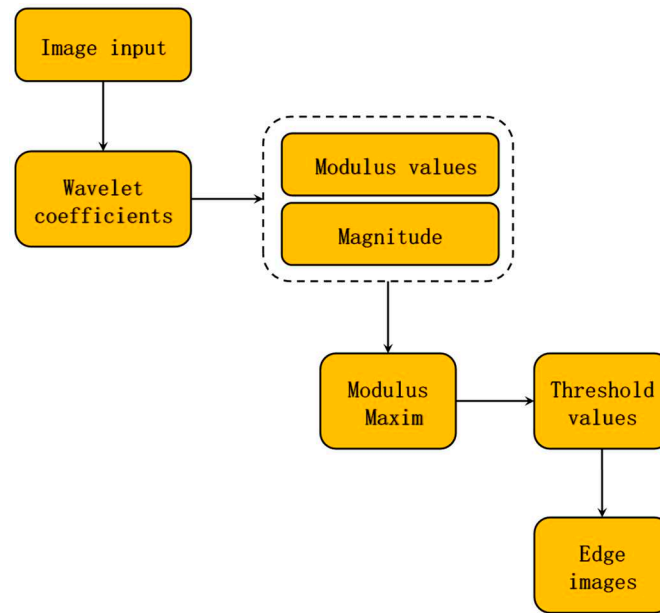 Image input
Wavelet
coefficients
Modulus values
Magnitude
Modulus
Maxim
Threshold
values
Edge
images